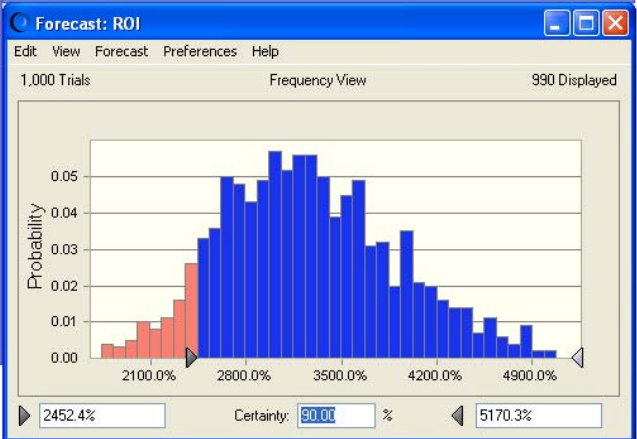 Forecast: ROI
Edit View Forecast Preferences Help
1,000 Trials Frequency View 990 Displayed
0.05
0.04
0.03
0.02
0.01
0.00
Probability
2100.0% 2800.0% 3500.0% 4200.0% 4900.0%
2452.4% Certainty: 90.00 % 5170.3%